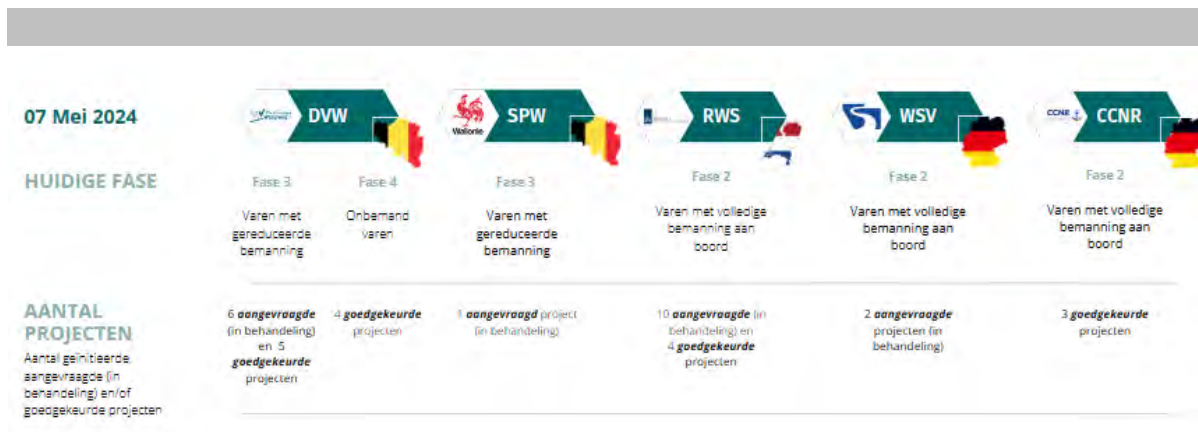 07 Mei 2024
DVW
Wallonie
SPW
RWS
WSV
CCNR
CCNR
HUIDIGE FASE
Fase 3
Fase 4
Fase 3
Fase 2
Fase 2
Fase 2
Varen met
gereduceerde
bemanning
Onbemand
varen
Varen met
gereduceerde
bemanning
Varen met volledige
bemanning aan
boord
Varen met volledige
bemanning aan
boord
Varen met volledige
bemanning aan
boord
AANTAL
PROJECTEN
Aantal geïnitieerde,
aangevraagde (in
behandeling) en/of
goedgekeurde projecten
6 aangevraagde
(in behandeling)
en 5
goedgekeurde
projecten
4 goedgekeurde
projecten
1 aangevraagd project
(in behandeling)
10 aangevraagde (in
behandeling) en
4 goedgekeurde
projecten
2 aangevraagde
projecten (in
behandeling)
3 goedgekeurde
projecten